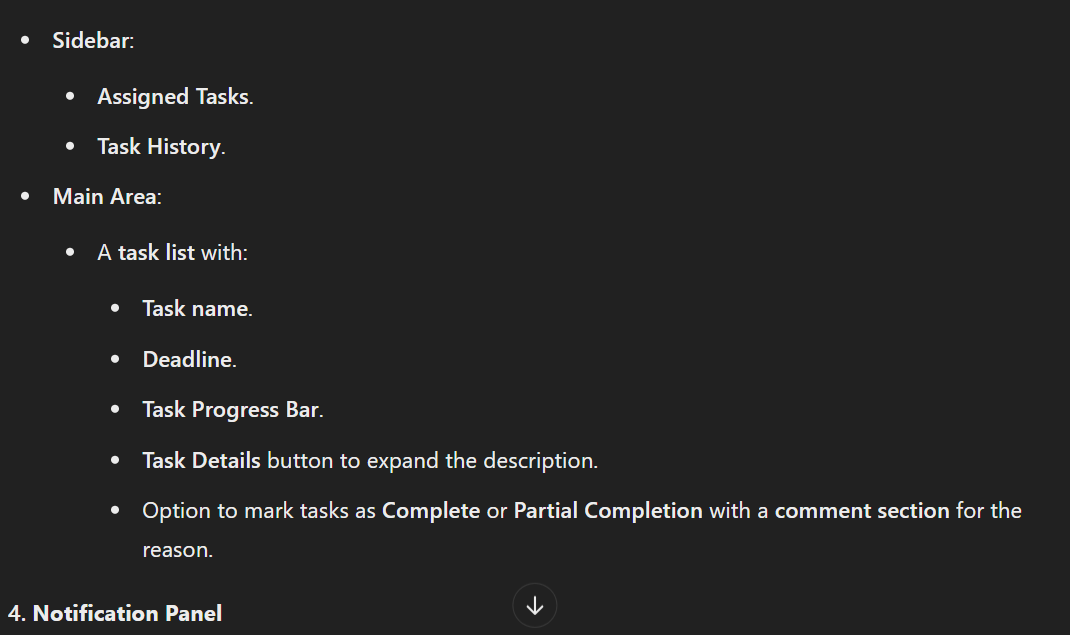 Sidebar:
Assigned Tasks.
Task History.
Main Area:
A task list with:
Task name.
Deadline.
Task Progress Bar.
Task Details button to expand the description.
Option to mark tasks as Complete or Partial Completion with a comment section for the
reason.
4. Notification Panel